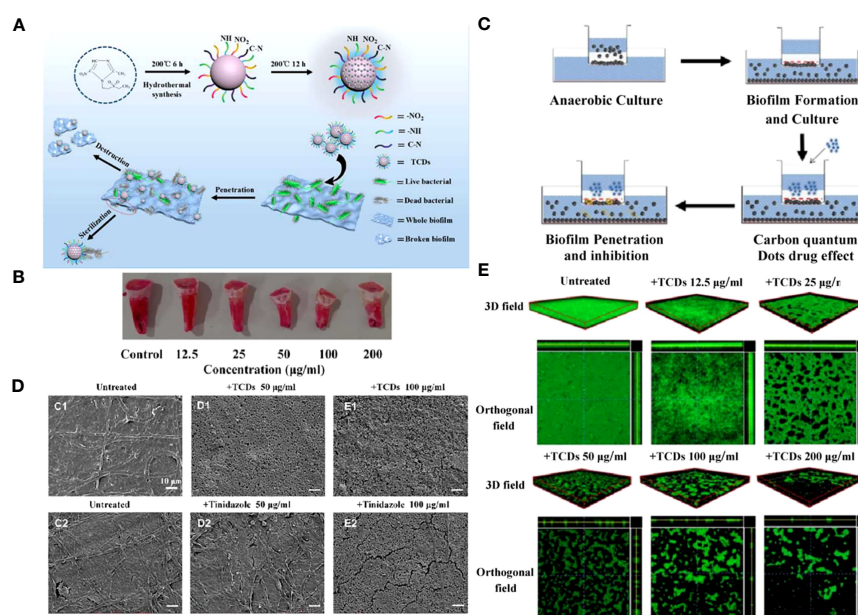 A
200℃ 6 h
Hydrothermal
synthesis
NH NO₂
C-N
200℃ 12 h
NH NO₂
C-N
= -NO₂
= -NH
= C-N
= TCDs
= Live bacterial
= Dead bacterial
= Whole biofilm
= Broken biofilm
Destruction
Sterilization
Penetration
B
Control 12.5 25 50 100 200
Concentration (μg/ml)
C
Anaerobic Culture
Biofilm Formation
and Culture
Biofilm Penetration
and inhibition
Carbon quantum
Dots drug effect
D
Untreated +TCDs 50 μg/ml +TCDs 100 μg/ml
C1 D1 E1
10 μm
Untreated +Tinidazole 50 μg/ml +Tinidazole 100 μg/ml
C2 D2 E2
E
Untreated +TCDs 12.5 μg/ml +TCDs 25 μg/n
3D field
Orthogonal
field
+TCDs 50 μg/ml +TCDs 100 μg/ml +TCDs 200 μg/ml
3D field
Orthogonal
field